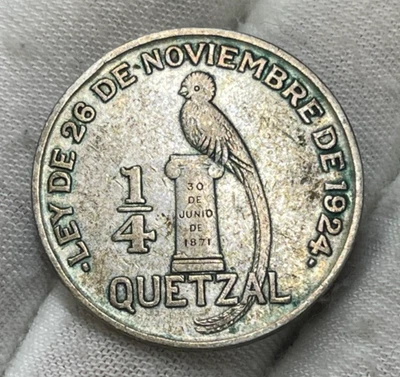 · LEY DE 26 DE NOVIEMBRE DE 1924 ·
1/4
30
DE
JUNIO
DE
1871
QUETZAL